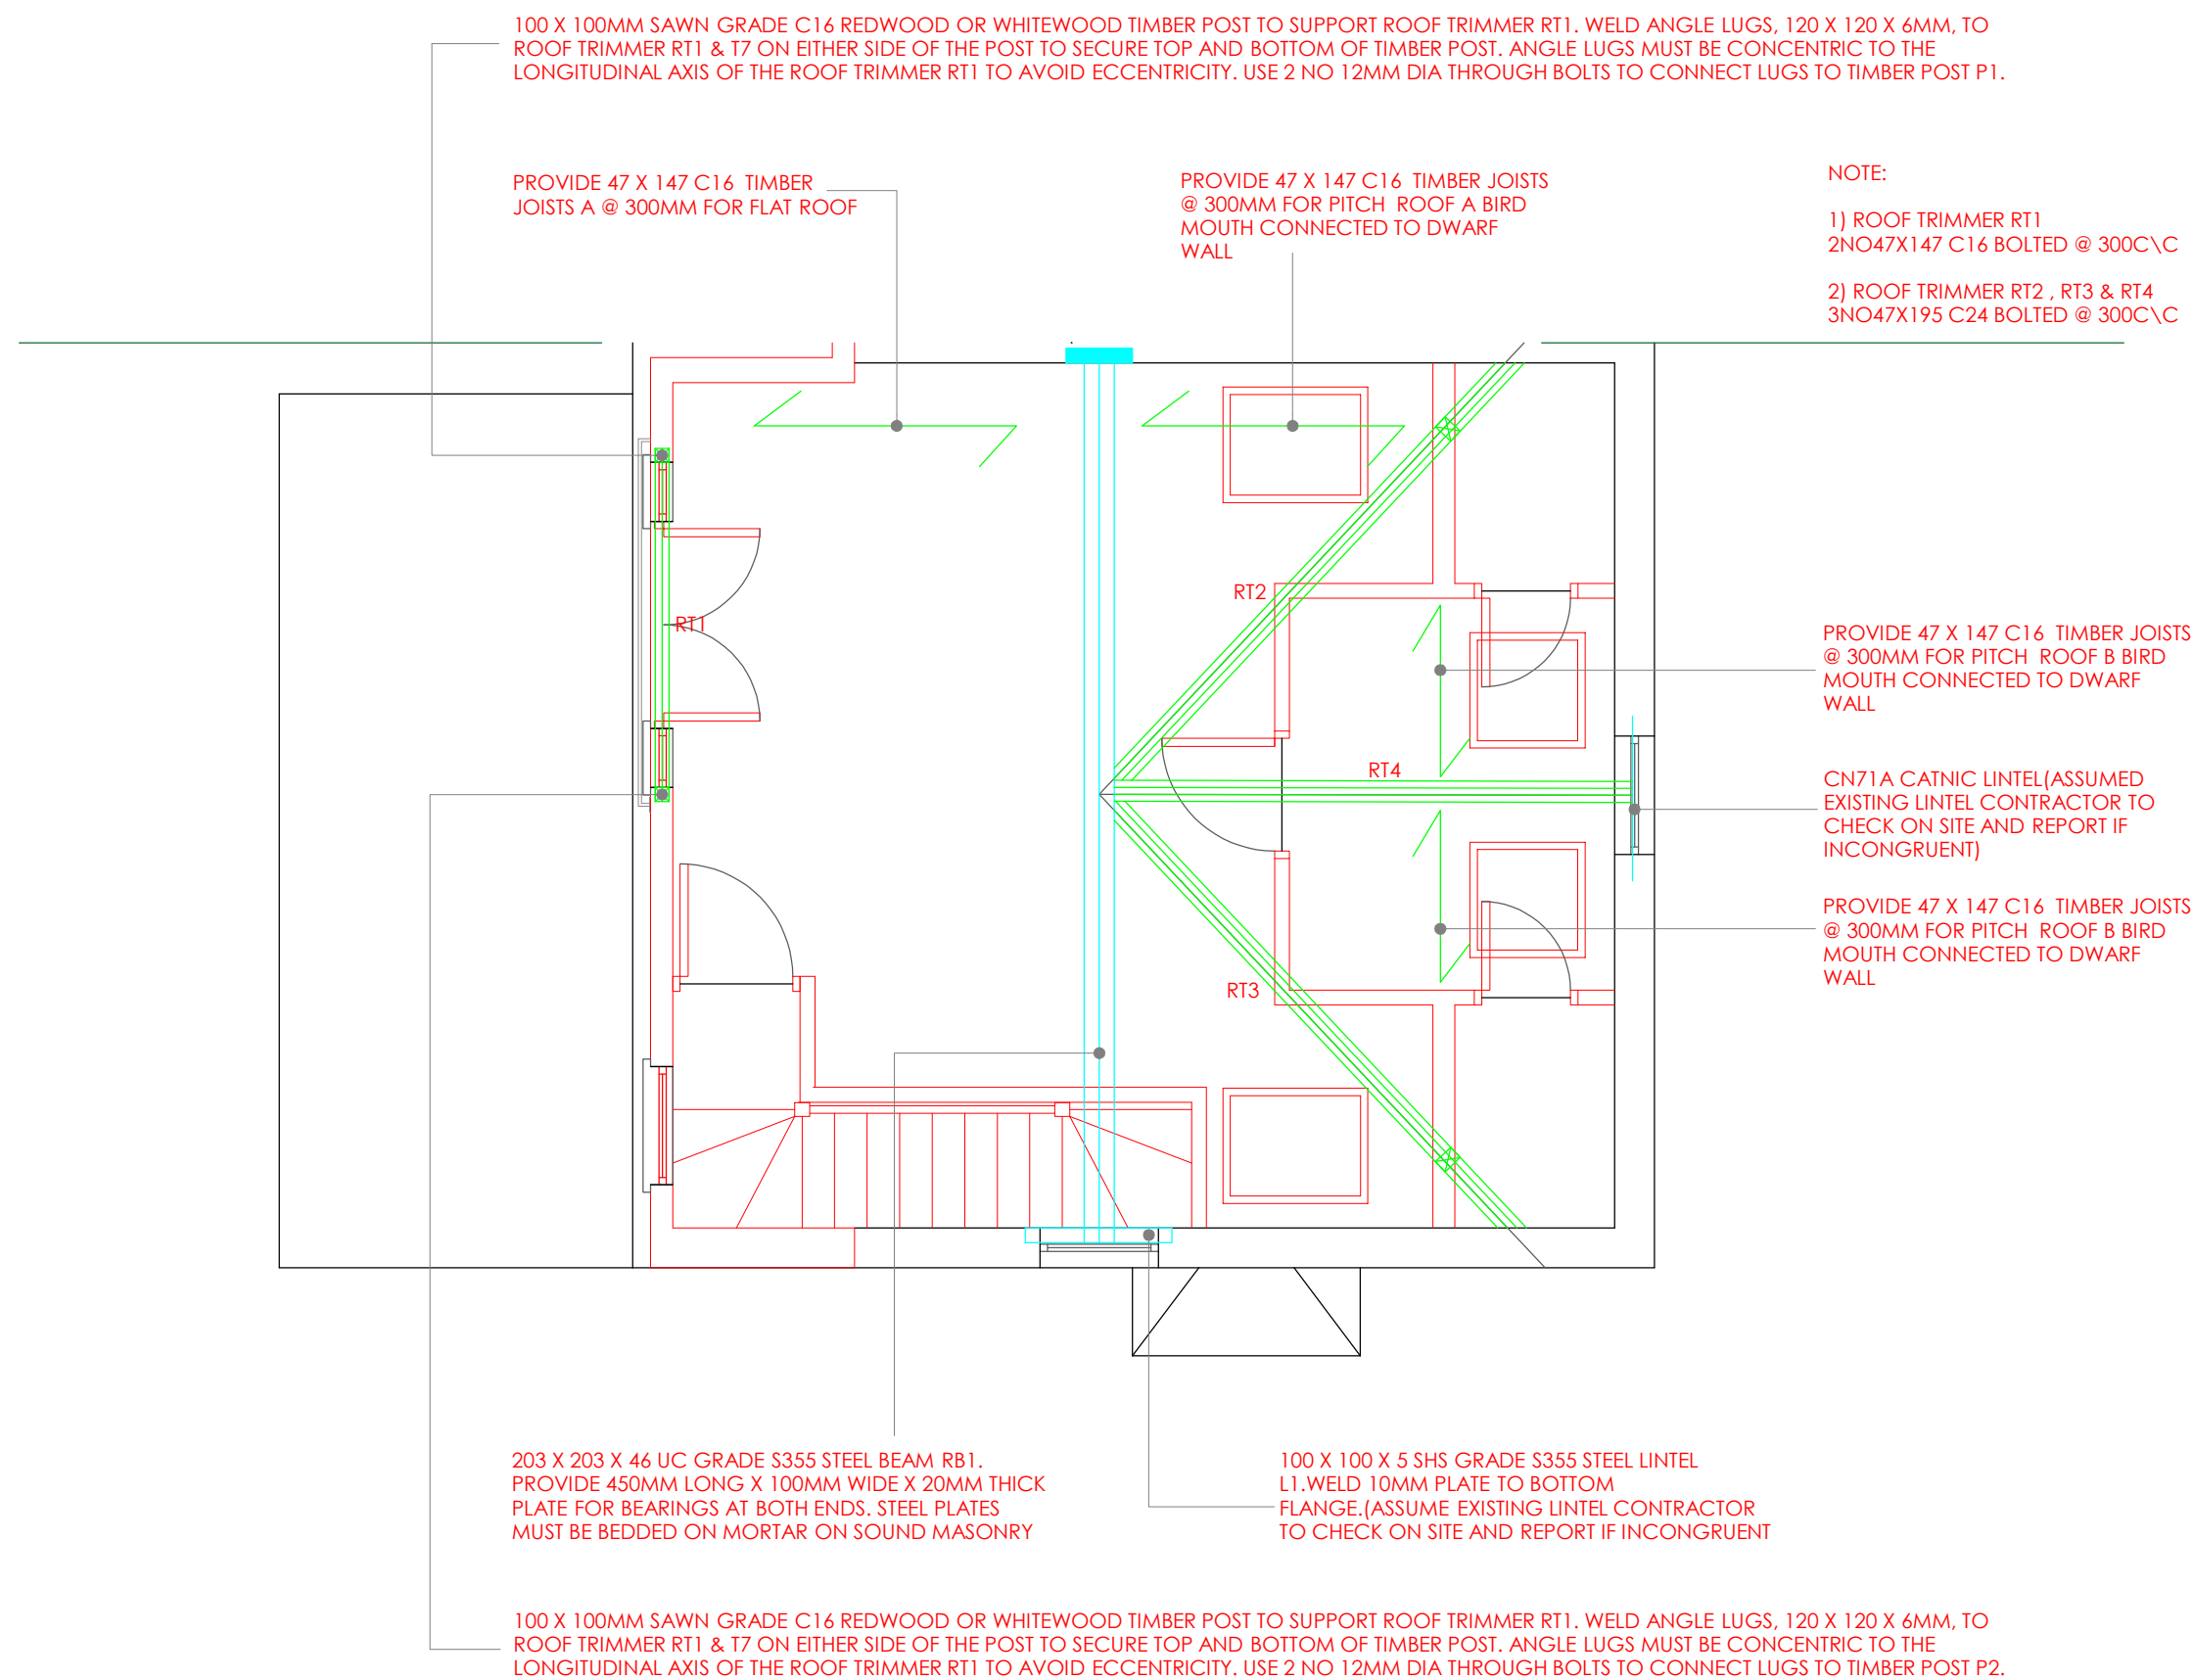 100 X 100MM SAWN GRADE C16 REDWOOD OR WHITEWOOD TIMBER POST TO SUPPORT ROOF TRIMMER RT1. WELD ANGLE LUGS, 120 X 120 X 6MM, TO
ROOF TRIMMER RT1 & T7 ON EITHER SIDE OF THE POST TO SECURE TOP AND BOTTOM OF TIMBER POST. ANGLE LUGS MUST BE CONCENTRIC TO THE
LONGITUDINAL AXIS OF THE ROOF TRIMMER RT1 TO AVOID ECCENTRICITY. USE 2 NO 12MM DIA THROUGH BOLTS TO CONNECT LUGS TO TIMBER POST P1.
PROVIDE 47 X 147 C16 TIMBER
JOISTS A @ 300MM FOR FLAT ROOF
PROVIDE 47 X 147 C16 TIMBER JOISTS
@ 300MM FOR PITCH ROOF A BIRD
MOUTH CONNECTED TO DWARF
WALL
NOTE:
1) ROOF TRIMMER RT1
2NO47X147 C16 BOLTED @ 300C\C
2) ROOF TRIMMER RT2 , RT3 & RT4
3NO47X195 C24 BOLTED @ 300C\C
RT2
RT1
PROVIDE 47 X 147 C16 TIMBER JOISTS
@ 300MM FOR PITCH ROOF B BIRD
MOUTH CONNECTED TO DWARF
WALL
RT4
CN71A CATNIC LINTEL(ASSUMED
EXISTING LINTEL CONTRACTOR TO
CHECK ON SITE AND REPORT IF
INCONGRUENT)
PROVIDE 47 X 147 C16 TIMBER JOISTS
@ 300MM FOR PITCH ROOF B BIRD
MOUTH CONNECTED TO DWARF
WALL
RT3
203 X 203 X 46 UC GRADE S355 STEEL BEAM RB1.
PROVIDE 450MM LONG X 100MM WIDE X 20MM THICK
PLATE FOR BEARINGS AT BOTH ENDS. STEEL PLATES
MUST BE BEDDED ON MORTAR ON SOUND MASONRY
100 X 100 X 5 SHS GRADE S355 STEEL LINTEL
L1.WELD 10MM PLATE TO BOTTOM
FLANGE.(ASSUME EXISTING LINTEL CONTRACTOR
TO CHECK ON SITE AND REPORT IF INCONGRUENT
100 X 100MM SAWN GRADE C16 REDWOOD OR WHITEWOOD TIMBER POST TO SUPPORT ROOF TRIMMER RT1. WELD ANGLE LUGS, 120 X 120 X 6MM, TO
ROOF TRIMMER RT1 & T7 ON EITHER SIDE OF THE POST TO SECURE TOP AND BOTTOM OF TIMBER POST. ANGLE LUGS MUST BE CONCENTRIC TO THE
LONGITUDINAL AXIS OF THE ROOF TRIMMER RT1 TO AVOID ECCENTRICITY. USE 2 NO 12MM DIA THROUGH BOLTS TO CONNECT LUGS TO TIMBER POST P2.